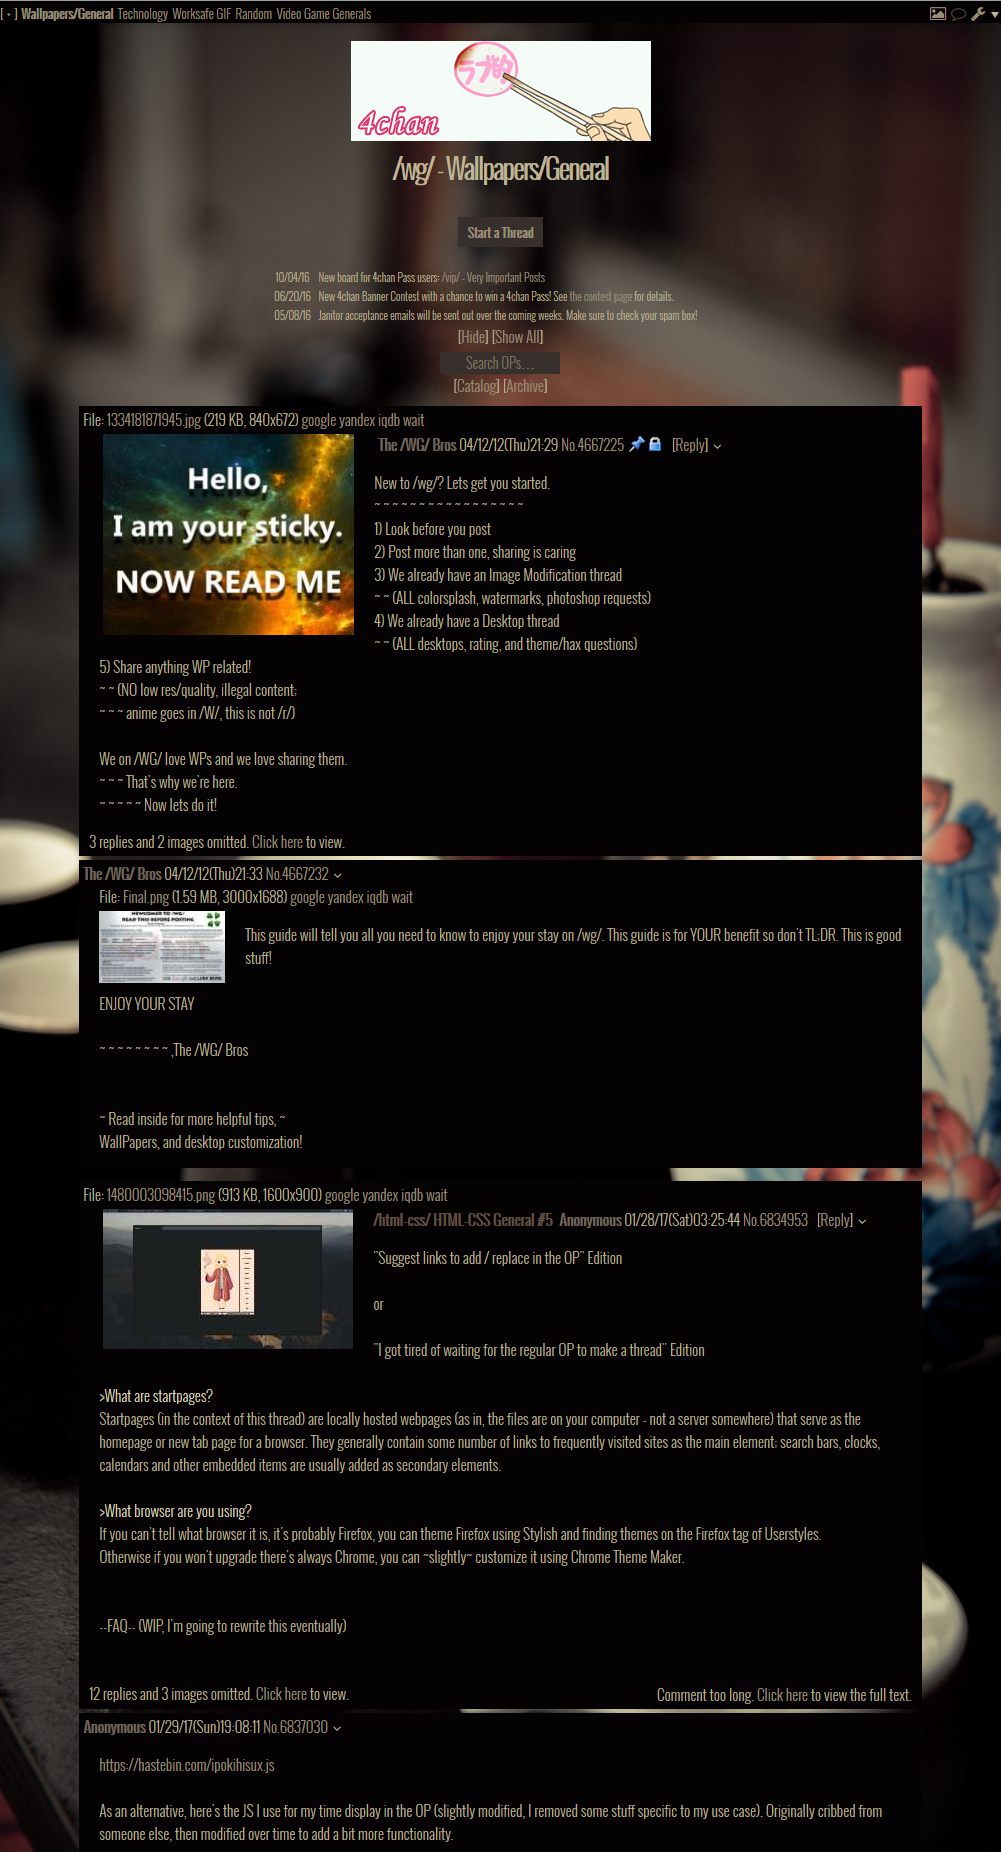 [ + ] Wallpapers/General Technology Worksafe GIF Random Video Game Generals
4chan
/wg/ - Wallpapers/General
Start a Thread
10/04/16 New board for 4chan Pass users: /vip/ - Very Important Posts
06/20/16 New 4chan Banner Contest with a chance to win a 4chan Pass! See the contest page for details.
05/08/16 Janitor acceptance emails will be sent out over the coming weeks. Make sure to check your spam box!
[Hide] [Show All]
Search OPs…
[Catalog] [Archive]
File: 1334181871945.jpg (219 KB, 840x672) google yandex iqdb wait
Hello,
I am your sticky.
NOW READ ME
The /WG/ Bros 04/12/12(Thu)21:29 No.4667225 [Reply]
New to /wg/? Lets get you started.
~ ~ ~ ~ ~ ~ ~ ~ ~ ~ ~ ~ ~ ~ ~ ~ ~
1) Look before you post
2) Post more than one, sharing is caring
3) We already have an Image Modification thread
~ ~ (ALL colorsplash, watermarks, photoshop requests)
4) We already have a Desktop thread
~ ~ (ALL desktops, rating, and theme/hax questions)
5) Share anything WP related!
~ ~ (NO low res/quality, illegal content;
~ ~ ~ anime goes in /W/, this is not /r/)
We on /WG/ love WPs and we love sharing them.
~ ~ ~ That's why we're here.
~ ~ ~ ~ ~ Now lets do it!
3 replies and 2 images omitted. Click here to view.
The /WG/ Bros 04/12/12(Thu)21:33 No.4667232
File: Final.png (1.59 MB, 3000x1688) google yandex iqdb wait
NEWCOMER TO /WG/
READ THIS BEFORE POSTING
This guide will tell you all you need to know to enjoy your stay on /wg/. This guide is for YOUR benefit so don't TL;DR. This is good
stuff!
ENJOY YOUR STAY
~ ~ ~ ~ ~ ~ ~ ~ ,The /WG/ Bros
~ Read inside for more helpful tips, ~
WallPapers, and desktop customization!
File: 1480003098415.png (913 KB, 1600x900) google yandex iqdb wait
/html-css/ HTML-CSS General #5 Anonymous 01/28/17(Sat)03:25:44 No.6834953 [Reply]
"Suggest links to add / replace in the OP" Edition
or
"I got tired of waiting for the regular OP to make a thread" Edition
>What are startpages?
Startpages (in the context of this thread) are locally hosted webpages (as in, the files are on your computer - not a server somewhere) that serve as the
homepage or new tab page for a browser. They generally contain some number of links to frequently visited sites as the main element; search bars, clocks,
calendars and other embedded items are usually added as secondary elements.
>What browser are you using?
If you can't tell what browser it is, it's probably Firefox, you can theme Firefox using Stylish and finding themes on the Firefox tag of Userstyles.
Otherwise if you won't upgrade there's always Chrome, you can ~slightly~ customize it using Chrome Theme Maker.
--FAQ-- (WIP, I'm going to rewrite this eventually)
12 replies and 3 images omitted. Click here to view.
Comment too long. Click here to view the full text.
Anonymous 01/29/17(Sun)19:08:11 No.6837030
https://hastebin.com/ipokihisux.js
As an alternative, here's the JS I use for my time display in the OP (slightly modified, I removed some stuff specific to my use case). Originally cribbed from
someone else, then modified over time to add a bit more functionality.